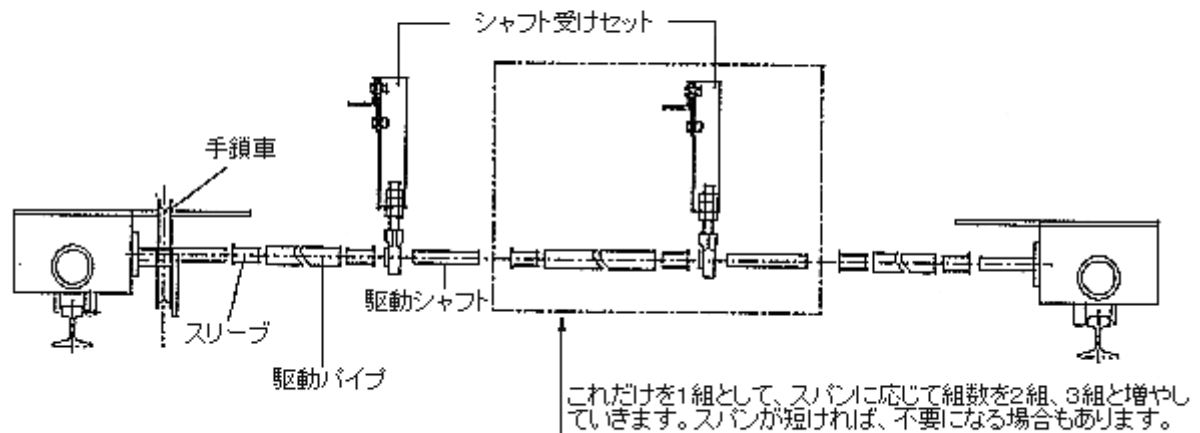 シャフト受けセット
手鎖車
駆動シャフト
スリーブ
駆動パイプ
これだけを1組として、スパンに応じて組数を2組、3組と増やし
ていきます。スパンが短ければ、不要になる場合もあります。